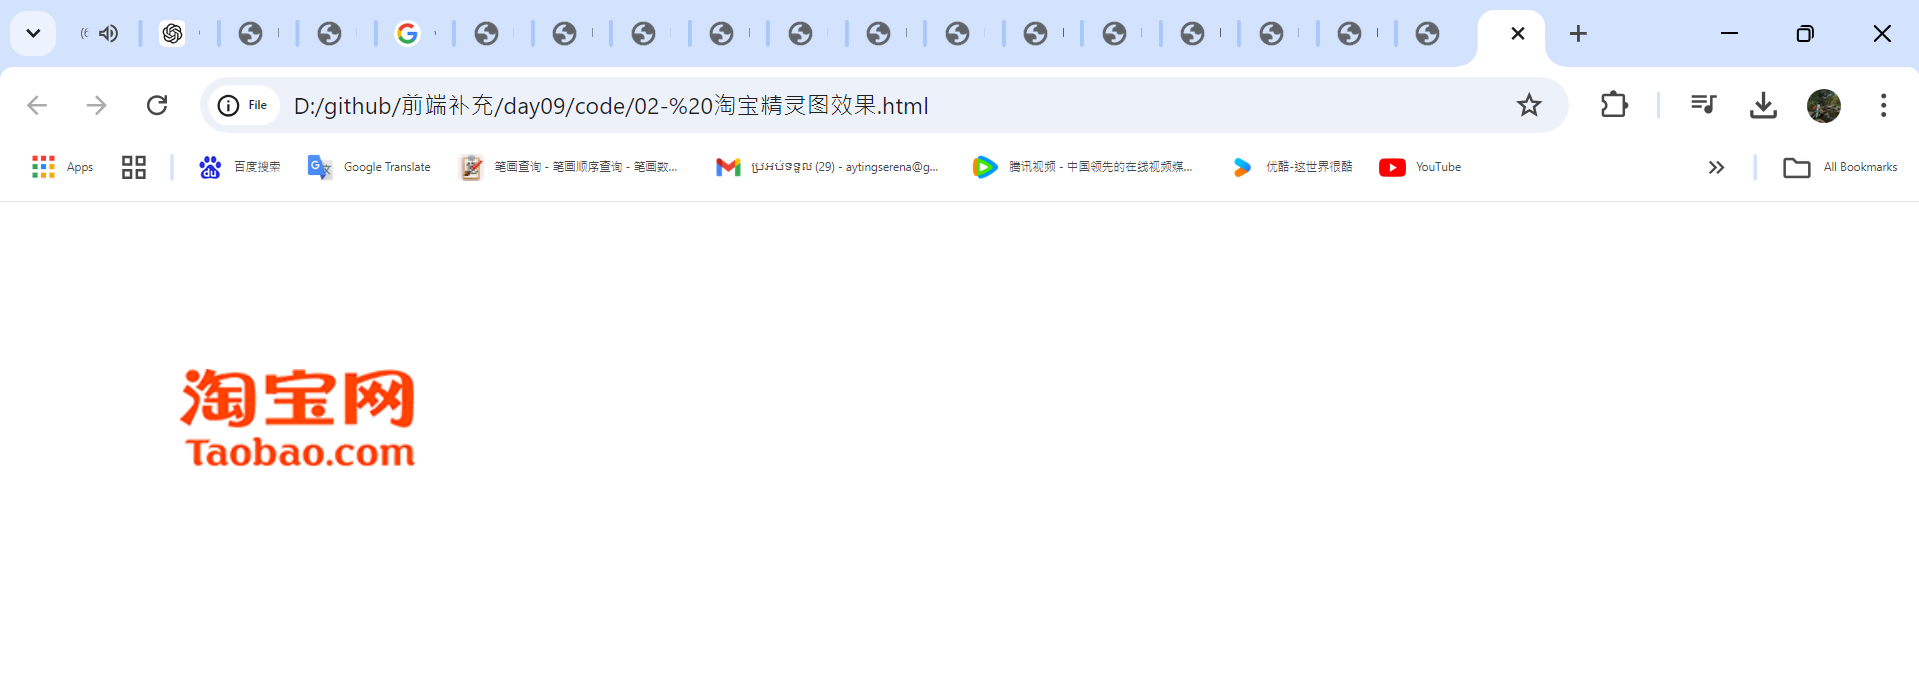 File D:/github/前端补充/day09/code/02-%20淘宝精灵图效果.html
Apps 百度搜索 Google Translate 笔画查询 - 笔画顺序查询 - 笔画数... ប្រអប់ទទួល (29) - aytingserena@g... 腾讯视频 - 中国领先的在线视频媒... 优酷-这世界很酷 YouTube All Bookmarks
淘宝网
Taobao.com